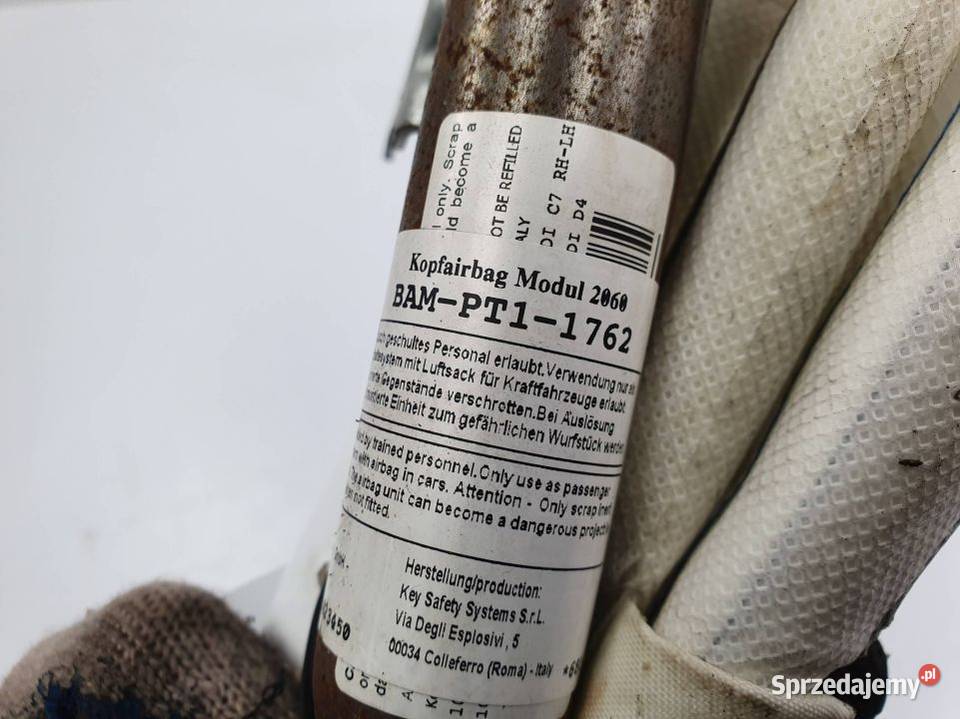 l only. Scrap
ld become a
OT BE REFILLED
ALY
DI C7 RH-LH
DI D4
Kopfairbag Modul 2060
BAM-PT1-1762
geschultes Personal erlaubt.Verwendung nur
system mit Luftsack für Kraftfahrzeuge erlaubt.
Gegenstände verschrotten.Bei Auslösung
Einheit zum gefährlichen Wurfstück werden
by trained personnel.Only use as passenger
with airbag in cars. Attention - Only scrap
airbag unit can become a dangerous
not fitted.
Herstellung/production:
Key Safety Systems S.r.L.
Via Degli Esplosivi, 5
00034 Colleferro (Roma) - Italy
Sprzedajemy.pl